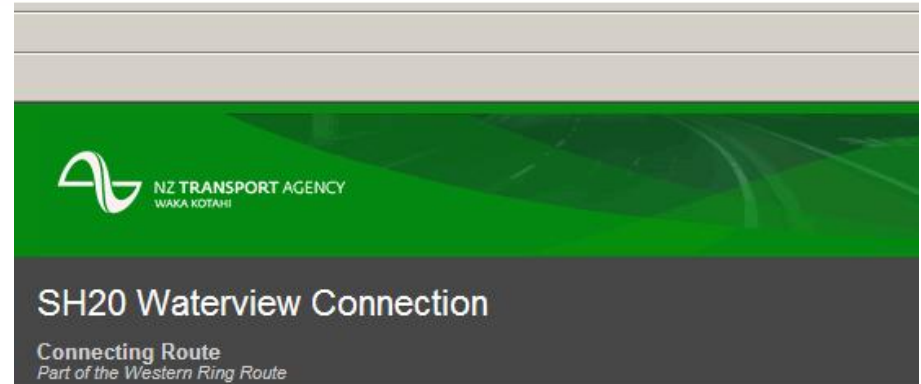 NZ TRANSPORT AGENCY
WAKA KOTAHI
SH20 Waterview Connection
Connecting Route
Part of the Western Ring Route